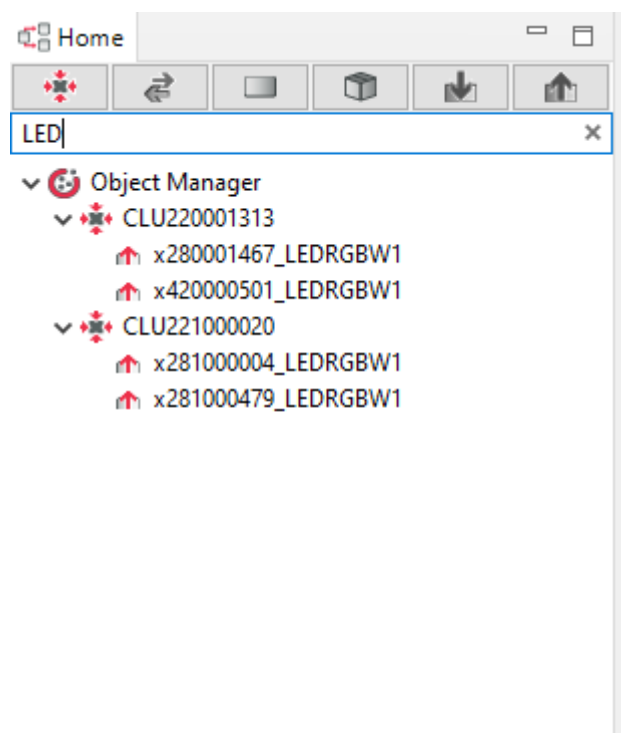 Home
LED
Object Manager
CLU220001313
x280001467_LEDRGBW1
x420000501_LEDRGBW1
CLU221000020
x281000004_LEDRGBW1
x281000479_LEDRGBW1